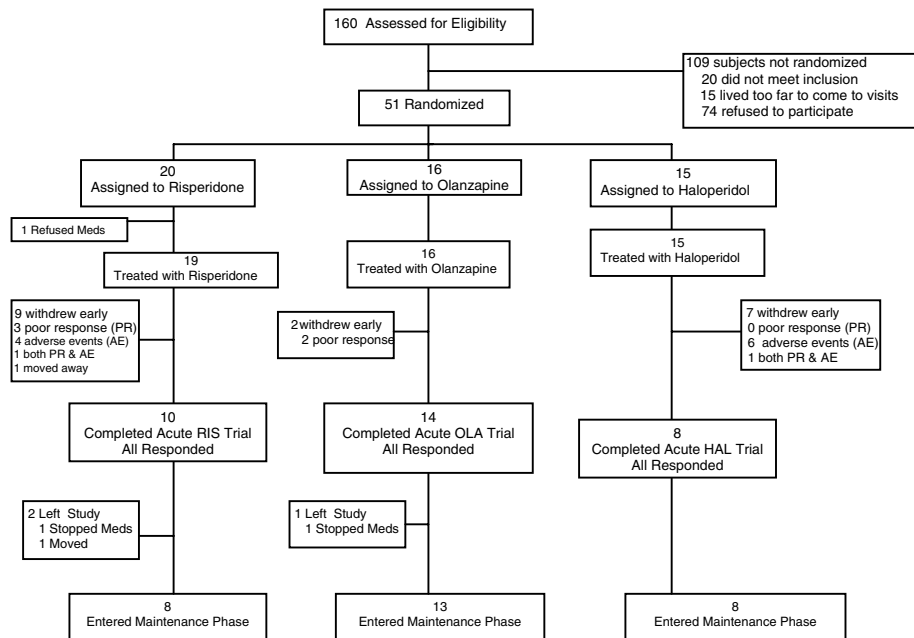 160 Assessed for Eligibility
109 subjects not randomized
20 did not meet inclusion
15 lived too far to come to visits
74 refused to participate
51 Randomized
20
Assigned to Risperidone
16
Assigned to Olanzapine
15
Assigned to Haloperidol
1 Refused Meds
19
Treated with Risperidone
16
Treated with Olanzapine
15
Treated with Haloperidol
9 withdrew early
3 poor response (PR)
4 adverse events (AE)
1 both PR & AE
1 moved away
2 withdrew early
2 poor response
7 withdrew early
0 poor response (PR)
6 adverse events (AE)
1 both PR & AE
10
Completed Acute RIS Trial
All Responded
14
Completed Acute OLA Trial
All Responded
8
Completed Acute HAL Trial
All Responded
2 Left Study
1 Stopped Meds
1 Moved
1 Left Study
1 Stopped Meds
8
Entered Maintenance Phase
13
Entered Maintenance Phase
8
Entered Maintenance Phase